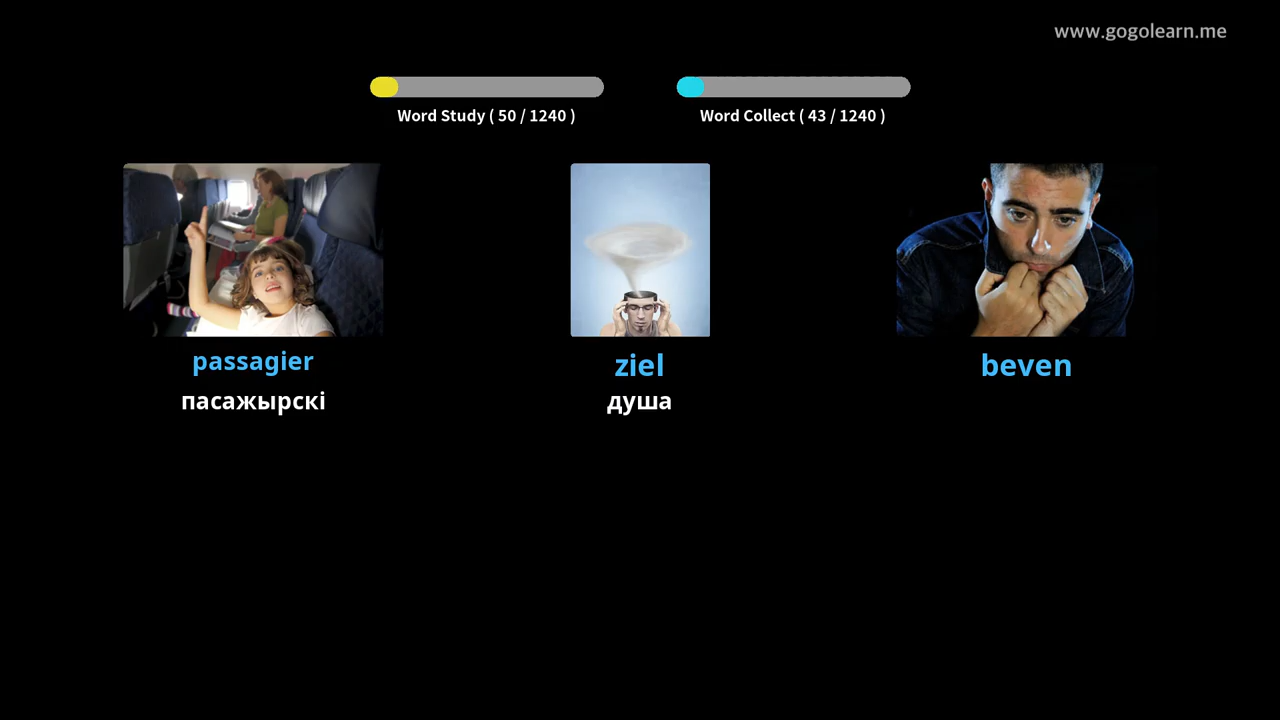 www.gogolearn.me
Word Study ( 50 / 1240 )
Word Collect ( 43 / 1240 )
passagier
ziel
beven
пасажырскі
душа